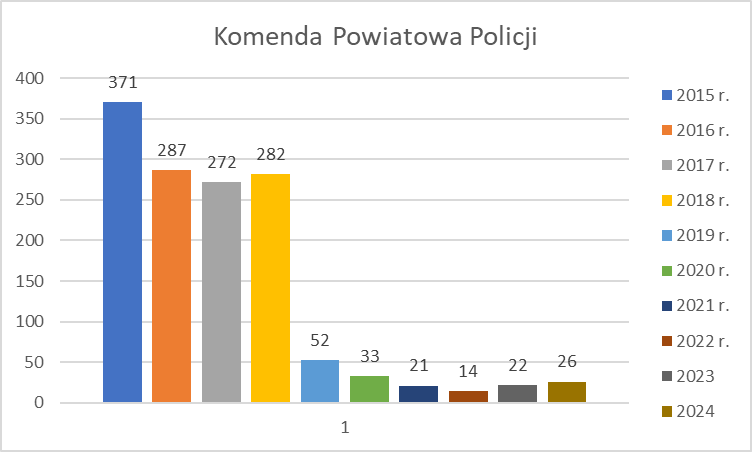 Komenda Powiatowa Policji
400
350
300
250
200
150
100
50
0
371
287
272
282
52
33
21
14
22
26
1
2015 r.
2016 r.
2017 r.
2018 r.
2019 r.
2020 r.
2021 r.
2022 r.
2023
2024